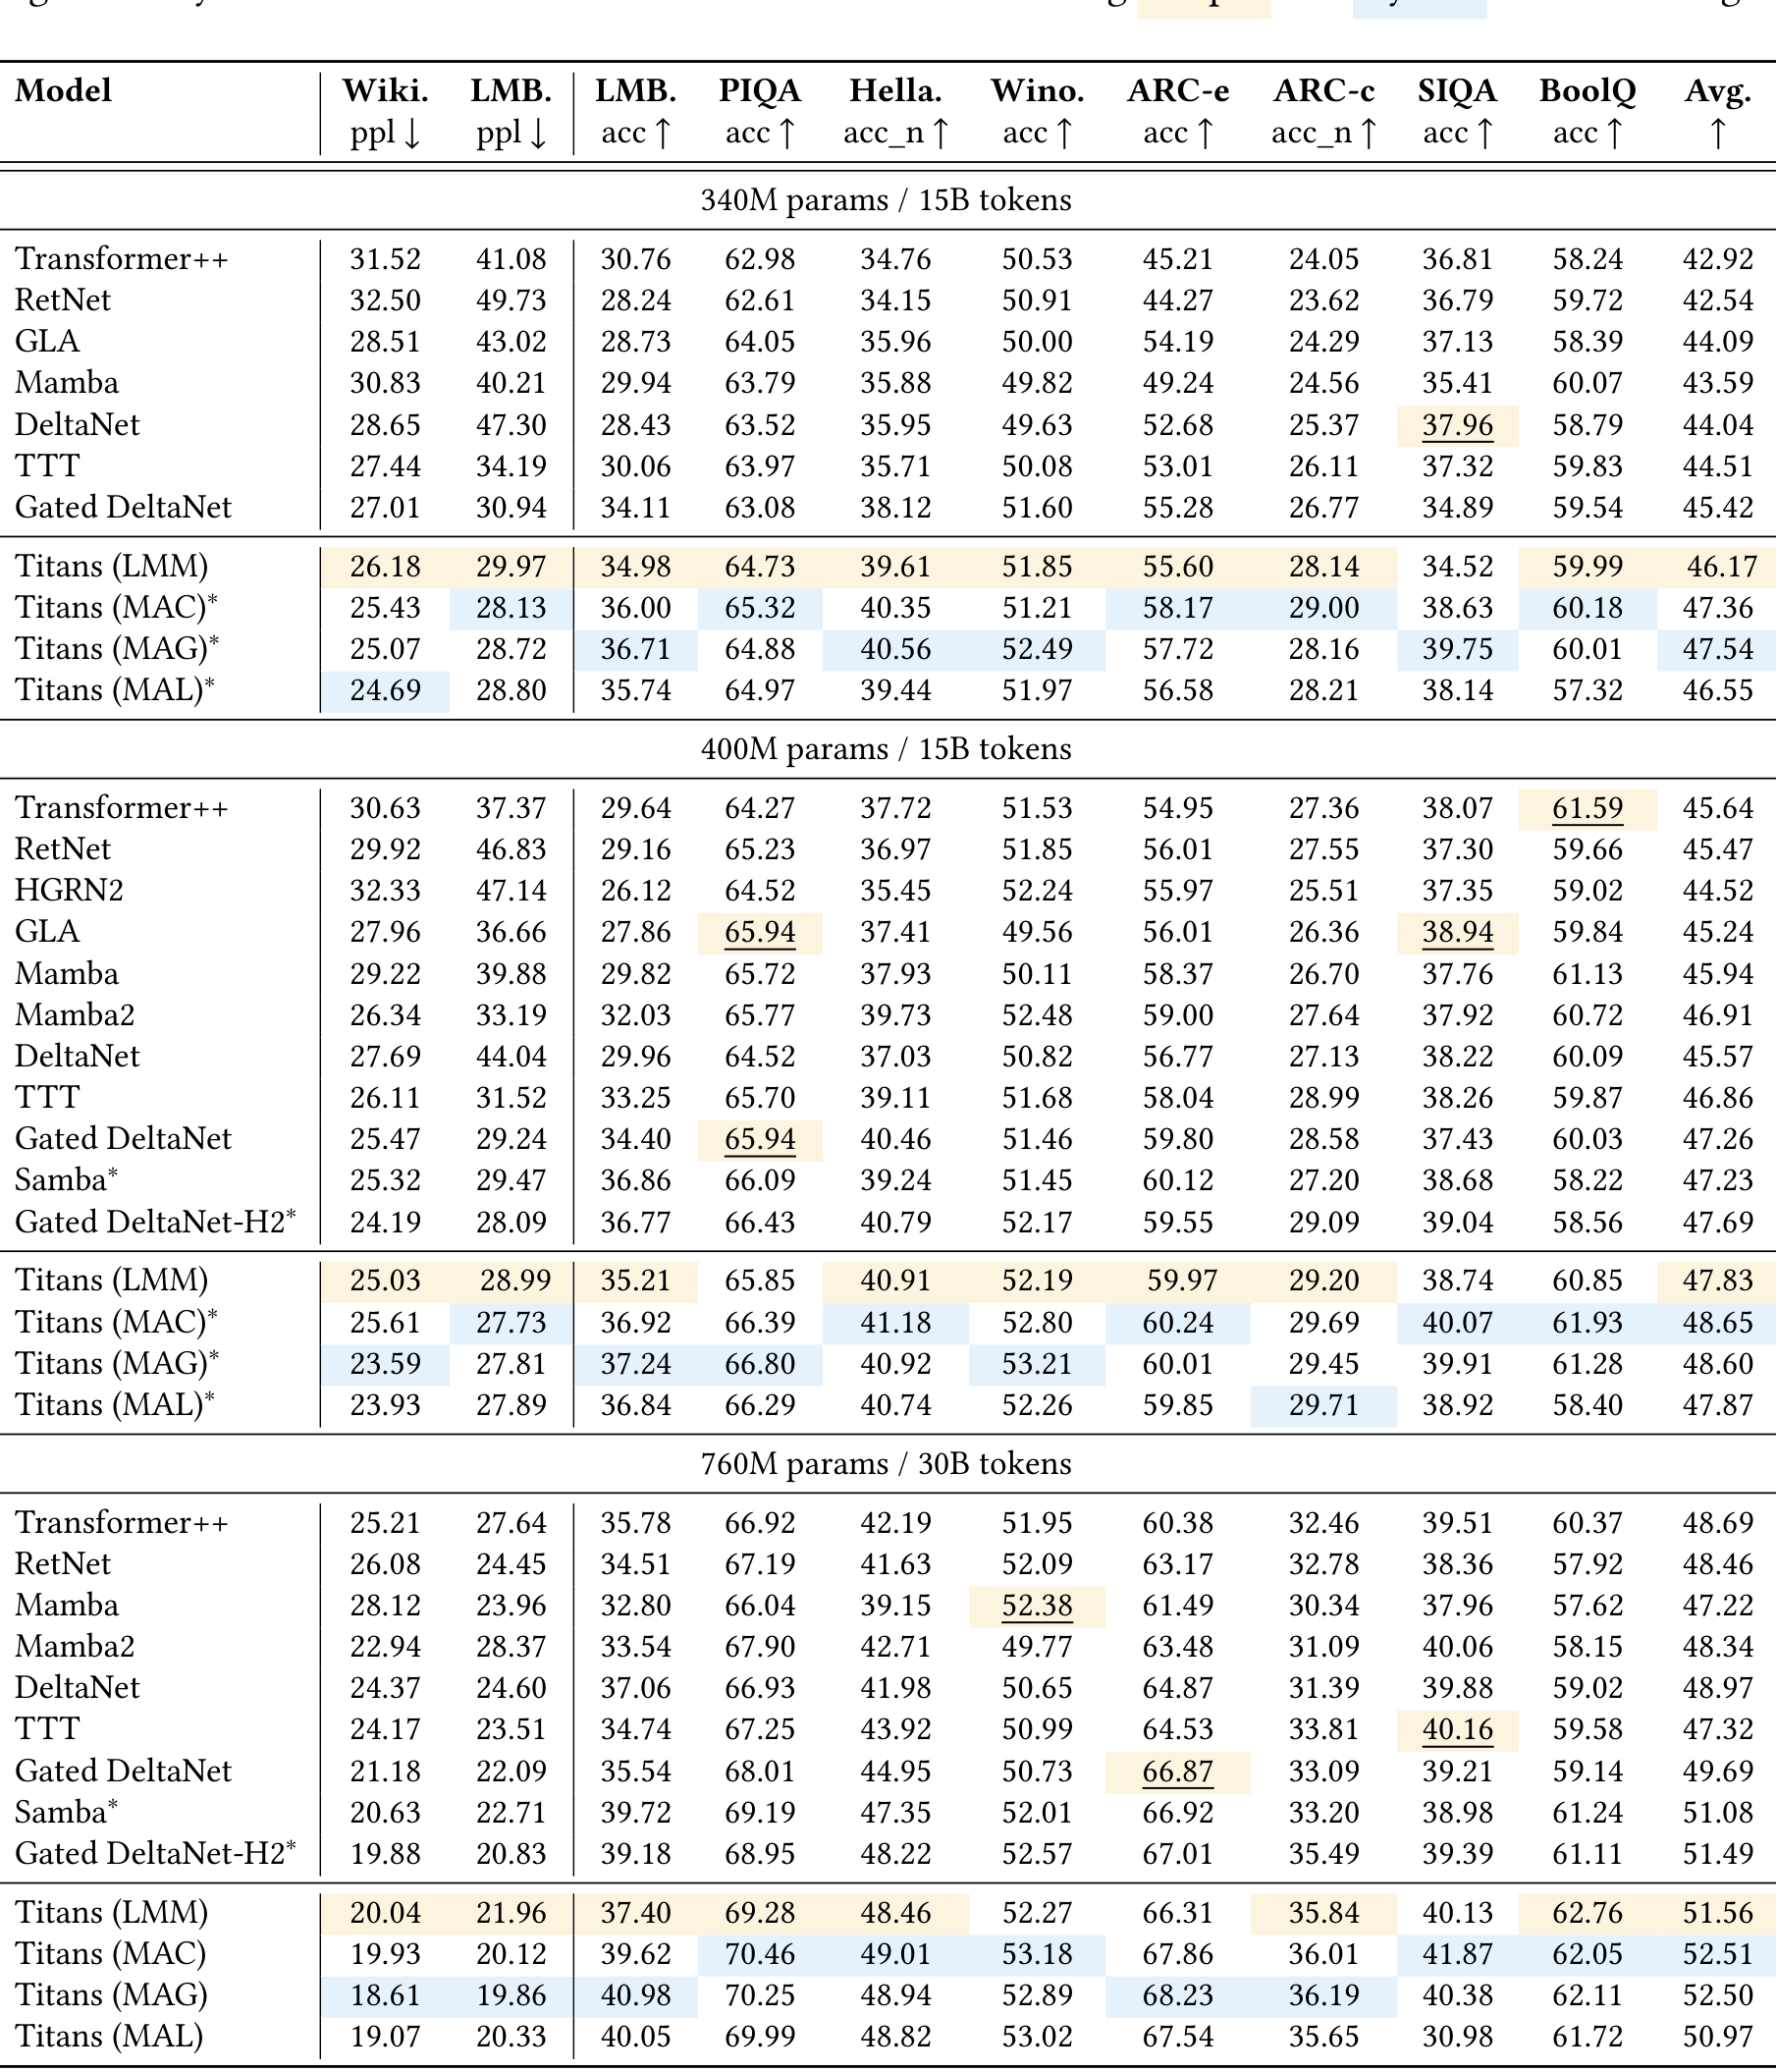 Model Wiki. LMB. LMB. PIQA Hella. Wino. ARC-e ARC-c SIQA BoolQ Avg.
ppl ↓ ppl ↓ acc ↑ acc ↑ acc_n ↑ acc ↑ acc ↑ acc_n ↑ acc ↑ acc ↑ ↑
340M params / 15B tokens
Transformer++ 31.52 41.08 30.76 62.98 34.76 50.53 45.21 24.05 36.81 58.24 42.92
RetNet 32.50 49.73 28.24 62.61 34.15 50.91 44.27 23.62 36.79 59.72 42.54
GLA 28.51 43.02 28.73 64.05 35.96 50.00 54.19 24.29 37.13 58.39 44.09
Mamba 30.83 40.21 29.94 63.79 35.88 49.82 49.24 24.56 35.41 60.07 43.59
DeltaNet 28.65 47.30 28.43 63.52 35.95 49.63 52.68 25.37 37.96 58.79 44.04
TTT 27.44 34.19 30.06 63.97 35.71 50.08 53.01 26.11 37.32 59.83 44.51
Gated DeltaNet 27.01 30.94 34.11 63.08 38.12 51.60 55.28 26.77 34.89 59.54 45.42
Titans (LMM) 26.18 29.97 34.98 64.73 39.61 51.85 55.60 28.14 34.52 59.99 46.17
Titans (MAC)* 25.43 28.13 36.00 65.32 40.35 51.21 58.17 29.00 38.63 60.18 47.36
Titans (MAG)* 25.07 28.72 36.71 64.88 40.56 52.49 57.72 28.16 39.75 60.01 47.54
Titans (MAL)* 24.69 28.80 35.74 64.97 39.44 51.97 56.58 28.21 38.14 57.32 46.55
400M params / 15B tokens
Transformer++ 30.63 37.37 29.64 64.27 37.72 51.53 54.95 27.36 38.07 61.59 45.64
RetNet 29.92 46.83 29.16 65.23 36.97 51.85 56.01 27.55 37.30 59.66 45.47
HGRN2 32.33 47.14 26.12 64.52 35.45 52.24 55.97 25.51 37.35 59.02 44.52
GLA 27.96 36.66 27.86 65.94 37.41 49.56 56.01 26.36 38.94 59.84 45.24
Mamba 29.22 39.88 29.82 65.72 37.93 50.11 58.37 26.70 37.76 61.13 45.94
Mamba2 26.34 33.19 32.03 65.77 39.73 52.48 59.00 27.64 37.92 60.72 46.91
DeltaNet 27.69 44.04 29.96 64.52 37.03 50.82 56.77 27.13 38.22 60.09 45.57
TTT 26.11 31.52 33.25 65.70 39.11 51.68 58.04 28.99 38.26 59.87 46.86
Gated DeltaNet 25.47 29.24 34.40 65.94 40.46 51.46 59.80 28.58 37.43 60.03 47.26
Samba* 25.32 29.47 36.86 66.09 39.24 51.45 60.12 27.20 38.68 58.22 47.23
Gated DeltaNet-H2* 24.19 28.09 36.77 66.43 40.79 52.17 59.55 29.09 39.04 58.56 47.69
Titans (LMM) 25.03 28.99 35.21 65.85 40.91 52.19 59.97 29.20 38.74 60.85 47.83
Titans (MAC)* 25.61 27.73 36.92 66.39 41.18 52.80 60.24 29.69 40.07 61.93 48.65
Titans (MAG)* 23.59 27.81 37.24 66.80 40.92 53.21 60.01 29.45 39.91 61.28 48.60
Titans (MAL)* 23.93 27.89 36.84 66.29 40.74 52.26 59.85 29.71 38.92 58.40 47.87
760M params / 30B tokens
Transformer++ 25.21 27.64 35.78 66.92 42.19 51.95 60.38 32.46 39.51 60.37 48.69
RetNet 26.08 24.45 34.51 67.19 41.63 52.09 63.17 32.78 38.36 57.92 48.46
Mamba 28.12 23.96 32.80 66.04 39.15 52.38 61.49 30.34 37.96 57.62 47.22
Mamba2 22.94 28.37 33.54 67.90 42.71 49.77 63.48 31.09 40.06 58.15 48.34
DeltaNet 24.37 24.60 37.06 66.93 41.98 50.65 64.87 31.39 39.88 59.02 48.97
TTT 24.17 23.51 34.74 67.25 43.92 50.99 64.53 33.81 40.16 59.58 47.32
Gated DeltaNet 21.18 22.09 35.54 68.01 44.95 50.73 66.87 33.09 39.21 59.14 49.69
Samba* 20.63 22.71 39.72 69.19 47.35 52.01 66.92 33.20 38.98 61.24 51.08
Gated DeltaNet-H2* 19.88 20.83 39.18 68.95 48.22 52.57 67.01 35.49 39.39 61.11 51.49
Titans (LMM) 20.04 21.96 37.40 69.28 48.46 52.27 66.31 35.84 40.13 62.76 51.56
Titans (MAC) 19.93 20.12 39.62 70.46 49.01 53.18 67.86 36.01 41.87 62.05 52.51
Titans (MAG) 18.61 19.86 40.98 70.25 48.94 52.89 68.23 36.19 40.38 62.11 52.50
Titans (MAL) 19.07 20.33 40.05 69.99 48.82 53.02 67.54 35.65 30.98 61.72 50.97